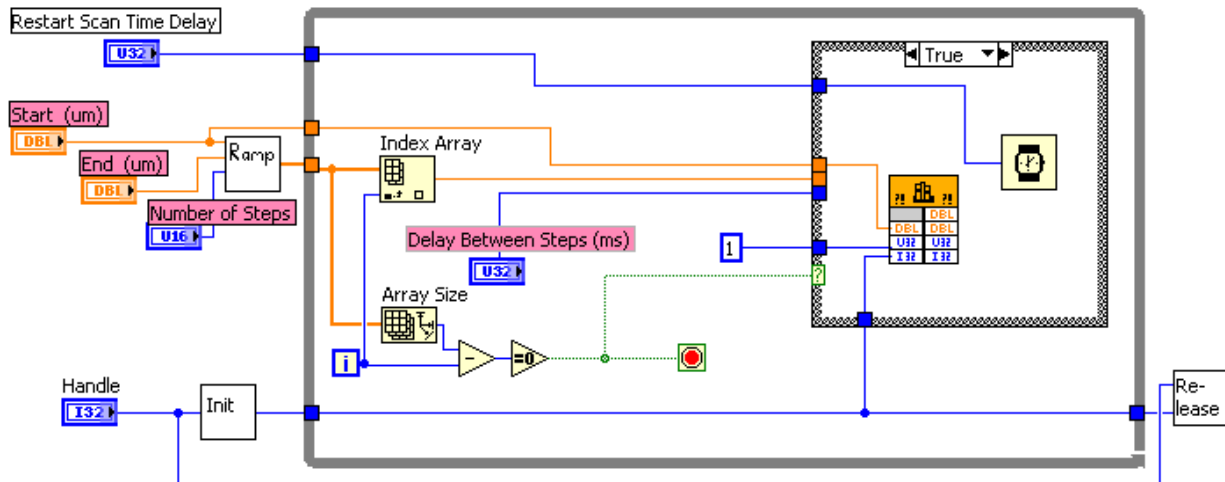 Restart Scan Time Delay
U32
True
Start (um)
DBL
End (um)
DBL
Ramp
Number of Steps
U16
Index Array
Delay Between Steps (ms)
U32
1
?! ?!
DBL
DBL DBL
U32 U32
I32 I32
?
Array Size
i
-
=0
Handle
I32
Init
Re-
lease